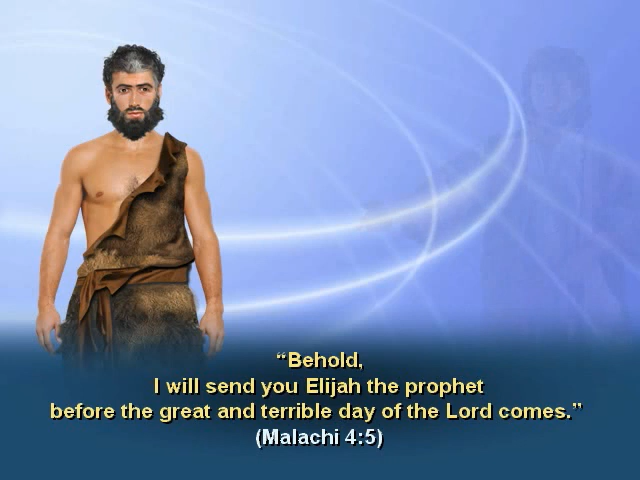 “Behold,
I will send you Elijah the prophet
before the great and terrible day of the Lord comes.”
(Malachi 4:5)